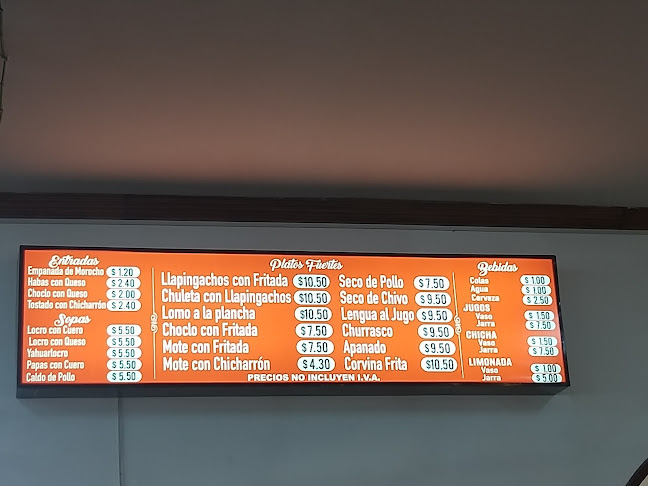 Entradas
Empanada de Morocho $ 1.20
Habas con Queso $ 2.40
Choclo con Queso $ 2.00
Tostado con Chicharrón $ 2.40
Sopas
Locro con Cuero $ 5.50
Locro con Queso $ 5.50
Yahuarlocro $ 5.50
Papas con Cuero $ 5.50
Caldo de Pollo $ 5.50
Platos Fuertes
Llapingachos con Fritada $10.50
Chuleta con Llapingachos $10.50
Lomo a la plancha $10.50
Choclo con Fritada $ 7.50
Mote con Fritada $ 7.50
Mote con Chicharrón $ 4.30
Seco de Pollo $ 7.50
Seco de Chivo $ 9.50
Lengua al Jugo $ 9.50
Churrasco $ 9.50
Apanado $ 9.50
Corvina Frita $10.50
PRECIOS NO INCLUYEN I.V.A.
Bebidas
Colas $ 1.00
Agua $ 1.00
Cerveza $ 2.50
JUGOS
Vaso $ 1.50
Jarra $ 7.50
CHICHA
Vaso $ 1.50
Jarra $ 7.50
LIMONADA
Vaso $ 1.00
Jarra $ 5.00